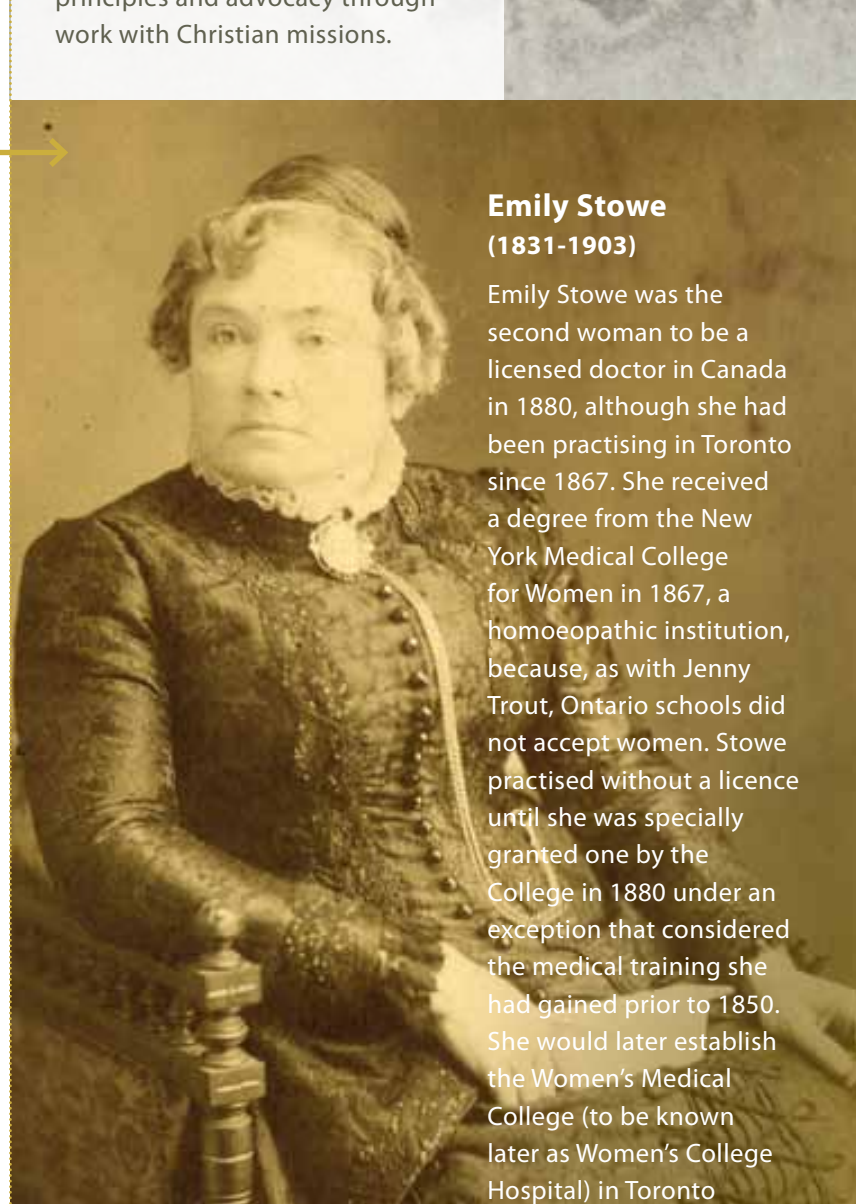 principles and advocacy through
work with Christian missions.
Emily Stowe
(1831-1903)
Emily Stowe was the
second woman to be a
licensed doctor in Canada
in 1880, although she had
been practising in Toronto
since 1867. She received
a degree from the New
York Medical College
for Women in 1867, a
homoeopathic institution,
because, as with Jenny
Trout, Ontario schools did
not accept women. Stowe
practised without a licence
until she was specially
granted one by the
College in 1880 under an
exception that considered
the medical training she
had gained prior to 1850.
She would later establish
the Women’s Medical
College (to be known
later as Women’s College
Hospital) in Toronto